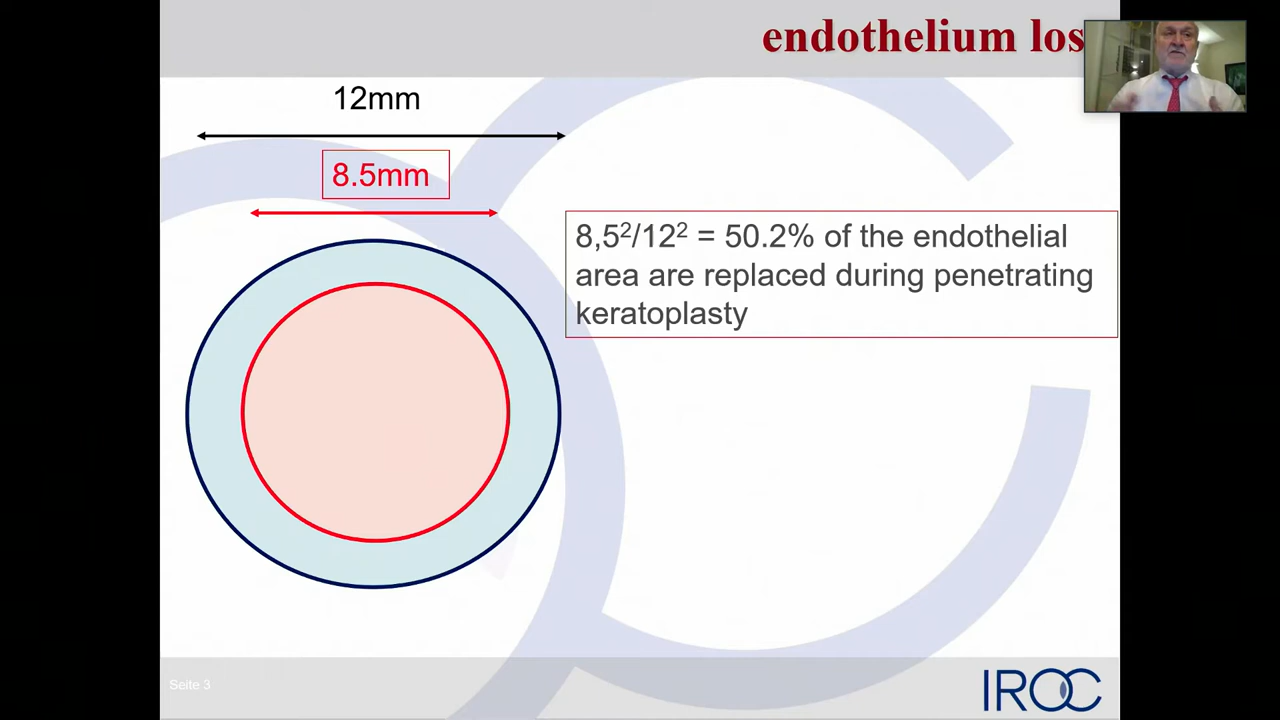 endothelium los
12mm
8.5mm
8,5²/12² = 50.2% of the endothelial
area are replaced during penetrating
keratoplasty
Seite 3
IROC